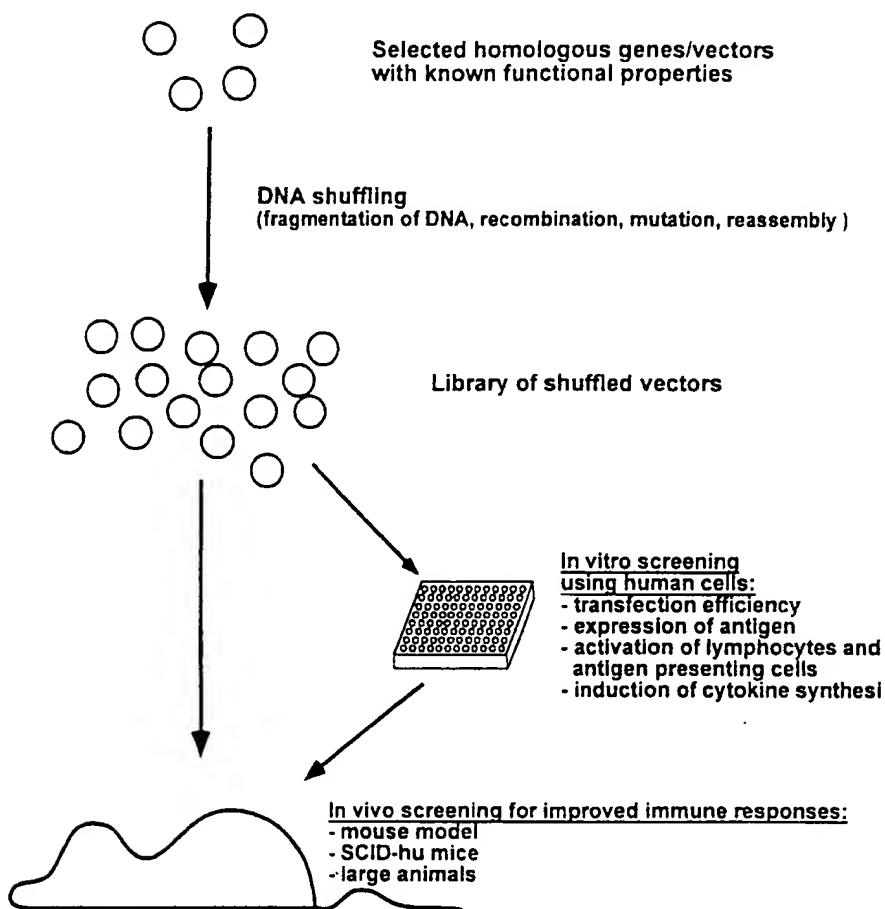 Selected homologous genes/vectors
with known functional properties
DNA shuffling
(fragmentation of DNA, recombination, mutation, reassembly )
Library of shuffled vectors
In vitro screening
using human cells:
- transfection efficiency
- expression of antigen
- activation of lymphocytes and
antigen presenting cells
- induction of cytokine synthesi
In vivo screening for improved immune responses:
- mouse model
- SCID-hu mice
- large animals